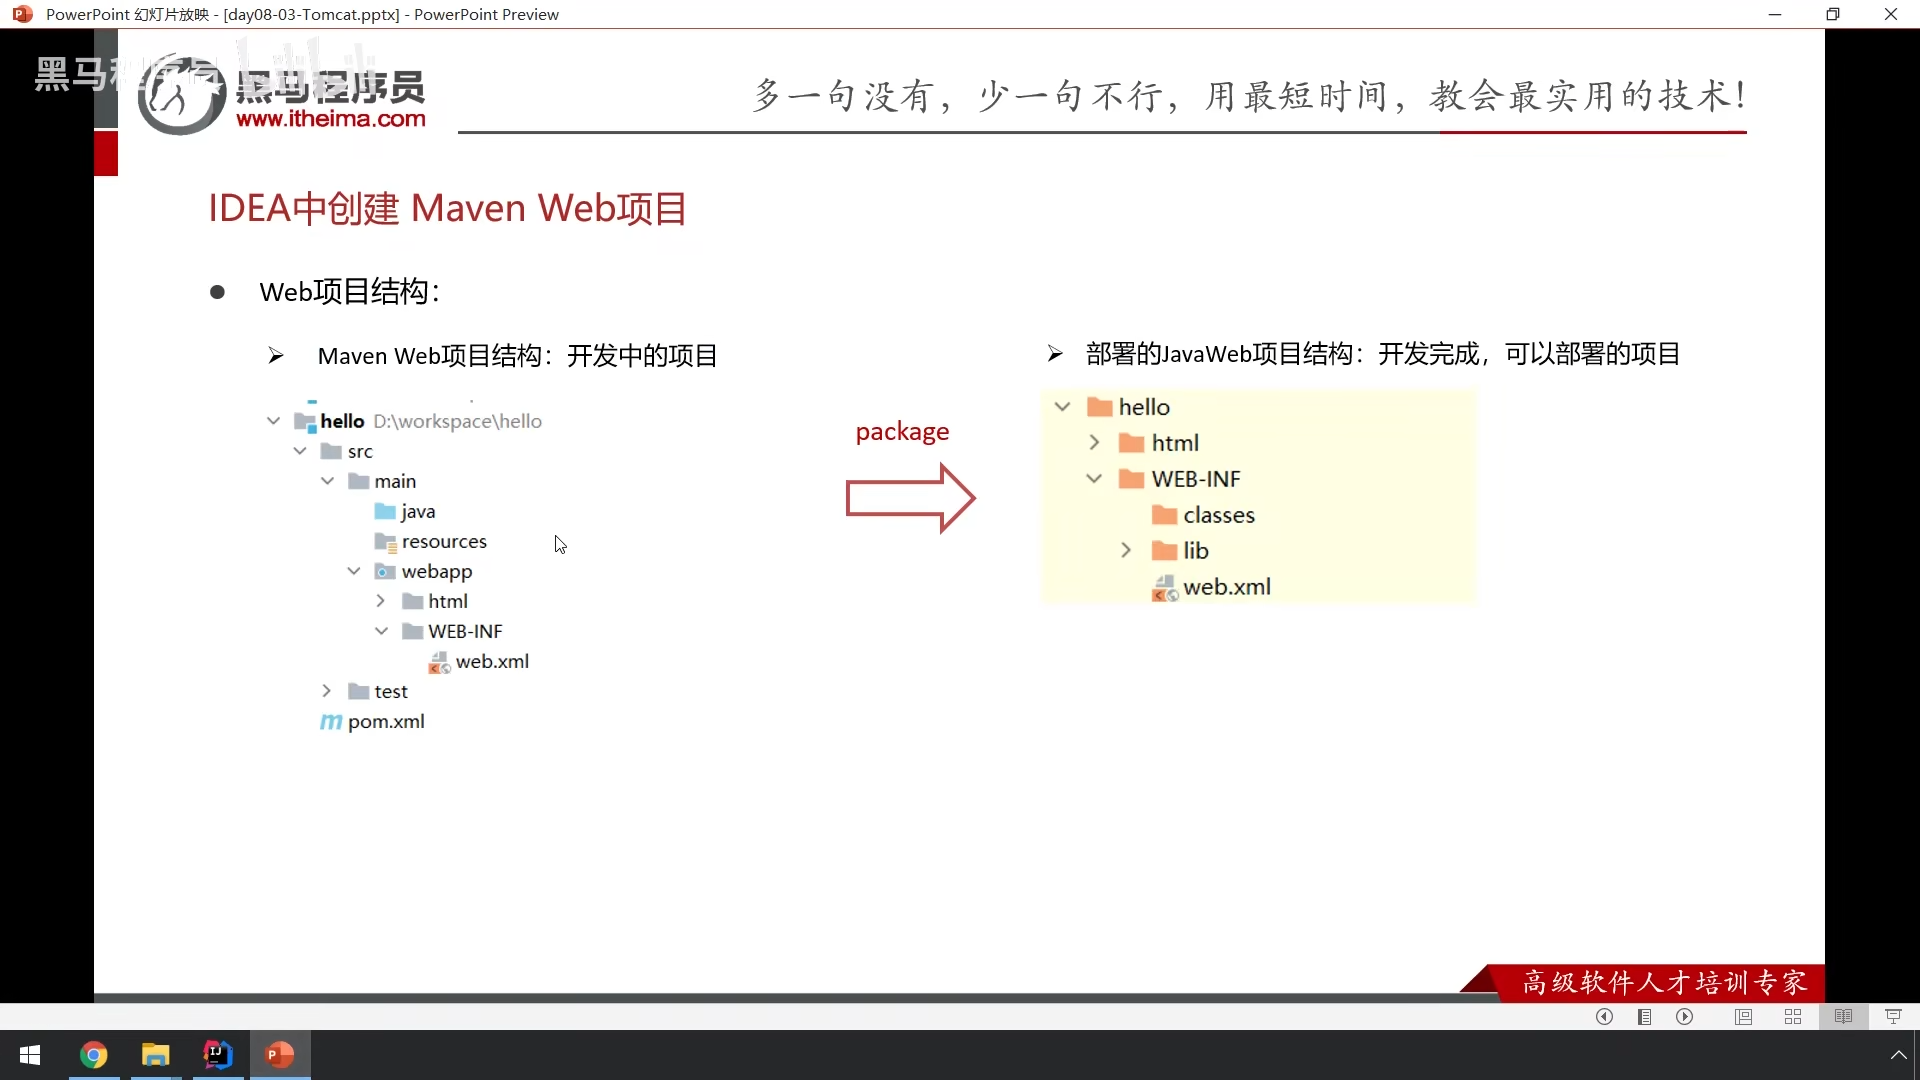 PowerPoint 幻灯片放映 - [day08-03-Tomcat.pptx] - PowerPoint Preview
黑马程序员
黑马程序员
www.itheima.com
多一句没有，少一句不行，用最短时间，教会最实用的技术！
IDEA中创建 Maven Web项目
Web项目结构：
Maven Web项目结构：开发中的项目
hello D:\workspace\hello
src
main
java
resources
webapp
html
WEB-INF
web.xml
test
pom.xml
package
部署的JavaWeb项目结构：开发完成，可以部署的项目
hello
html
WEB-INF
classes
lib
web.xml
高级软件人才培训专家